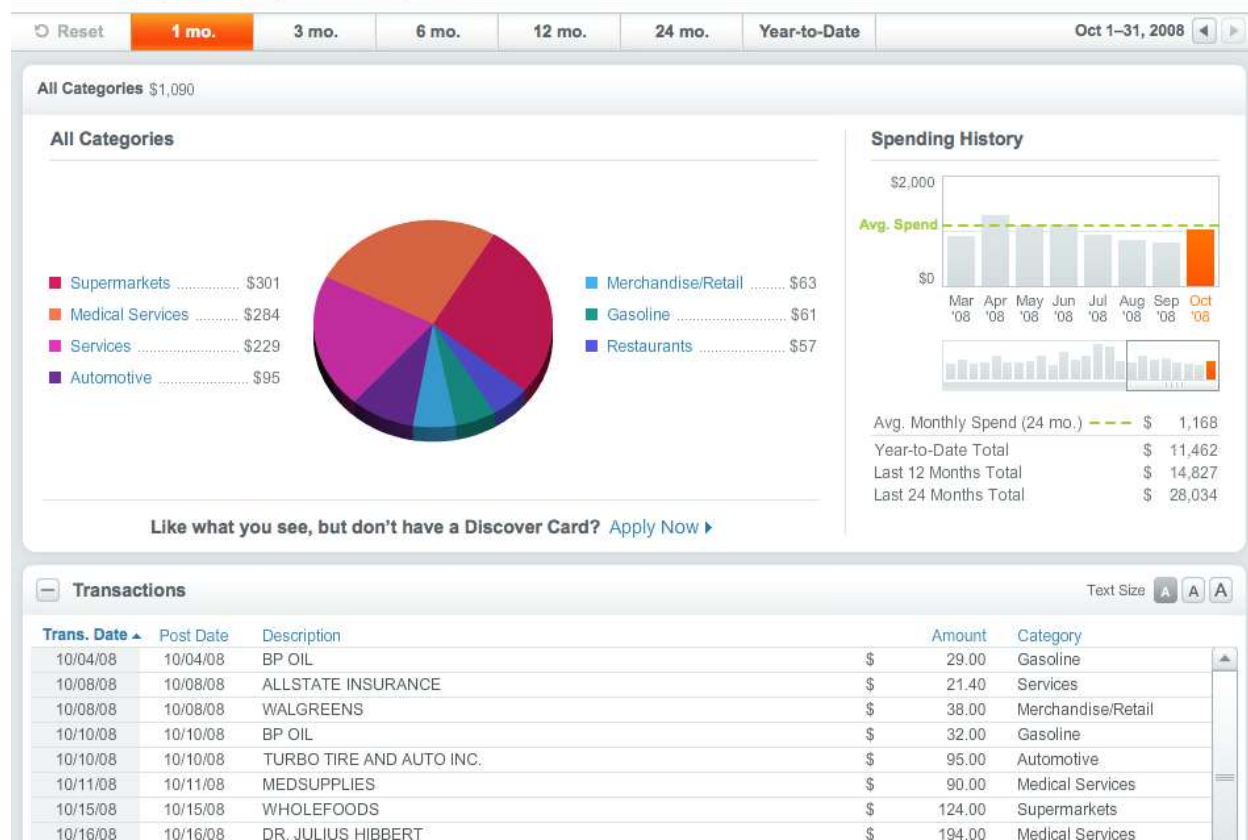 Reset 1 mo. 3 mo. 6 mo. 12 mo. 24 mo. Year-to-Date Oct 1–31, 2008
All Categories $1,090
All Categories
Supermarkets .............. $301
Medical Services .......... $284
Services ....................... $229
Automotive ..................... $95
Merchandise/Retail ........ $63
Gasoline ......................... $61
Restaurants .................... $57
Like what you see, but don't have a Discover Card? Apply Now
Spending History
$2,000
Avg. Spend
$0
Mar Apr May Jun Jul Aug Sep Oct
'08 '08 '08 '08 '08 '08 '08 '08
Avg. Monthly Spend (24 mo.) – – – $ 1,168
Year-to-Date Total $ 11,462
Last 12 Months Total $ 14,827
Last 24 Months Total $ 28,034
Transactions
Text Size A A A
Trans. Date Post Date Description Amount Category
10/04/08 10/04/08 BP OIL $ 29.00 Gasoline
10/08/08 10/08/08 ALLSTATE INSURANCE $ 21.40 Services
10/08/08 10/08/08 WALGREENS $ 38.00 Merchandise/Retail
10/10/08 10/10/08 BP OIL $ 32.00 Gasoline
10/10/08 10/10/08 TURBO TIRE AND AUTO INC. $ 95.00 Automotive
10/11/08 10/11/08 MEDSUPPLIES $ 90.00 Medical Services
10/15/08 10/15/08 WHOLEFOODS $ 124.00 Supermarkets
10/16/08 10/16/08 DR. JULIUS HIBBERT $ 194.00 Medical Services